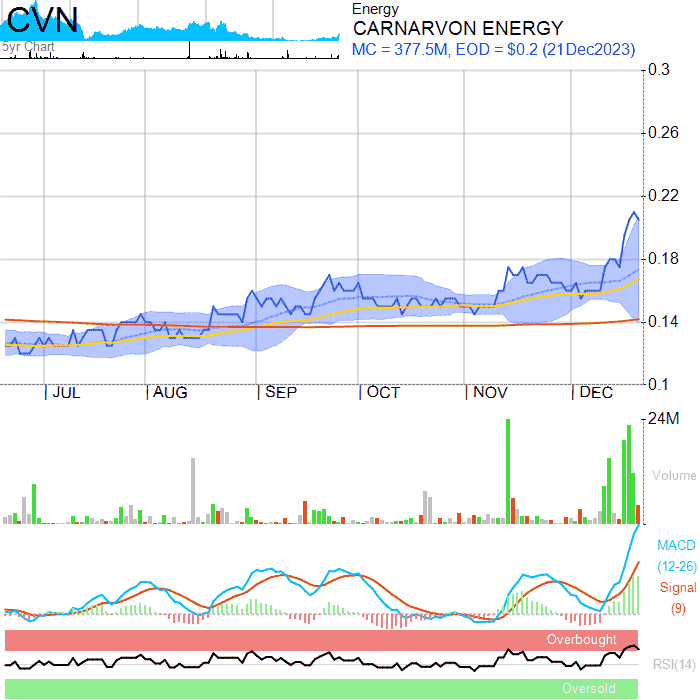 CVN
5yr Chart
Energy
CARNARVON ENERGY
MC = 377.5M, EOD = $0.2 (21Dec2023)
0.3
0.26
0.22
0.18
0.14
0.1
JUL AUG SEP OCT NOV DEC
24M
Volume
MACD
(12-26)
Signal
(9)
Overbought
RSI(14)
Oversold